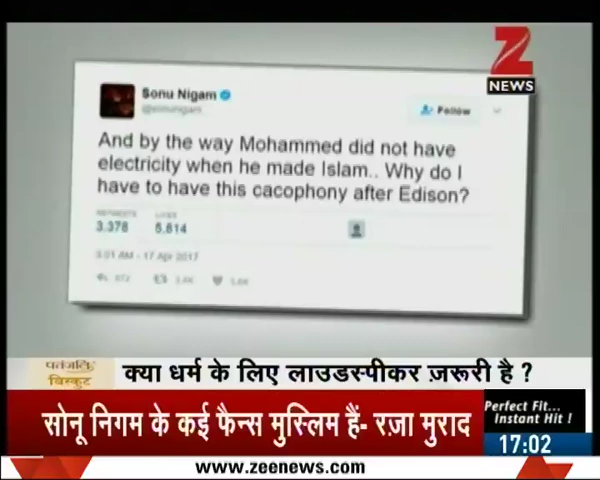 Z
NEWS
Sonu Nigam
@sonunigam
Follow
And by the way Mohammed did not have
electricity when he made Islam.. Why do I
have to have this cacophony after Edison?
RETWEETS LIKES
3,378 5,614
3:01 AM - 17 Apr 2017
पतंजलि
बिस्कुट
क्या धर्म के लिए लाउडस्पीकर ज़रूरी है ?
सोनू निगम के कई फैन्स मुस्लिम हैं- रज़ा मुराद
Perfect Fit...
Instant Hit !
17:02
www.zeenews.com